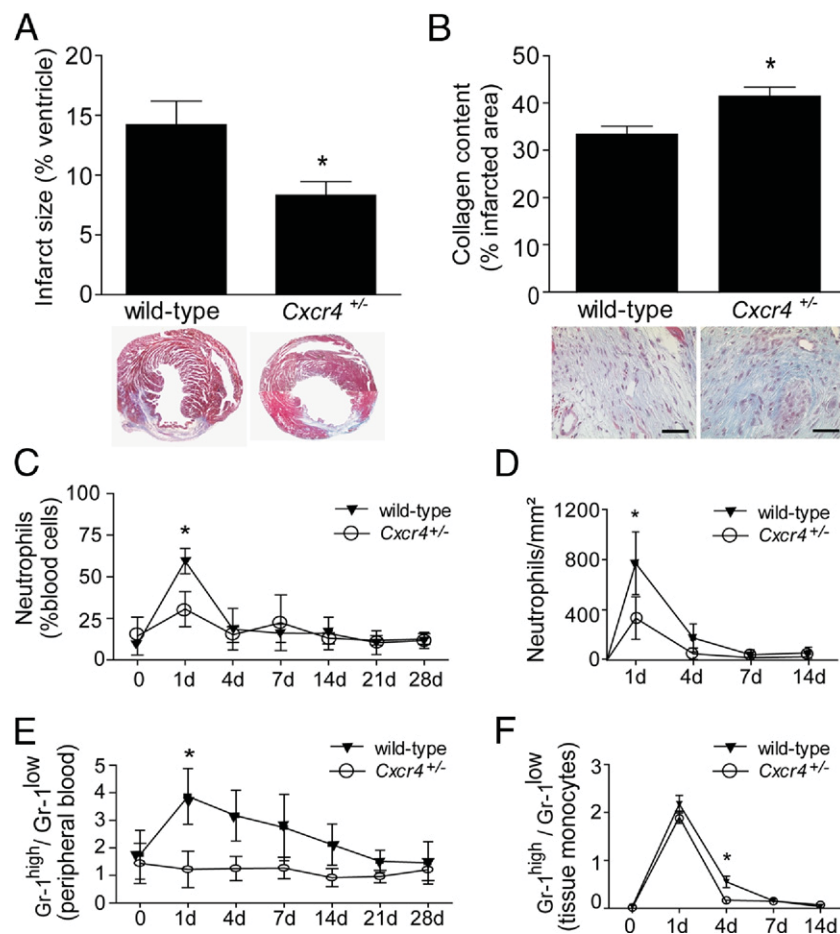 A
Infarct size (% ventricle)
20
15
10
5
0
*
wild-type
Cxcr4 +/-
B
Collagen content
(% infarcted area)
50
40
30
20
10
0
*
wild-type
Cxcr4 +/-
C
Neutrophils
(%blood cells)
100
75
50
25
0
*
wild-type
Cxcr4+/-
0 1d 4d 7d 14d 21d 28d
D
Neutrophils/mm²
1200
800
400
0
*
wild-type
Cxcr4+/-
1d 4d 7d 14d
E
Gr-1high/ Gr-1low
(peripheral blood)
5
4
3
2
1
0
*
wild-type
Cxcr4+/-
0 1d 4d 7d 14d 21d 28d
F
Gr-1high / Gr-1low
(tissue monocytes)
3
2
1
0
*
wild-type
Cxcr4+/-
0 1d 4d 7d 14d